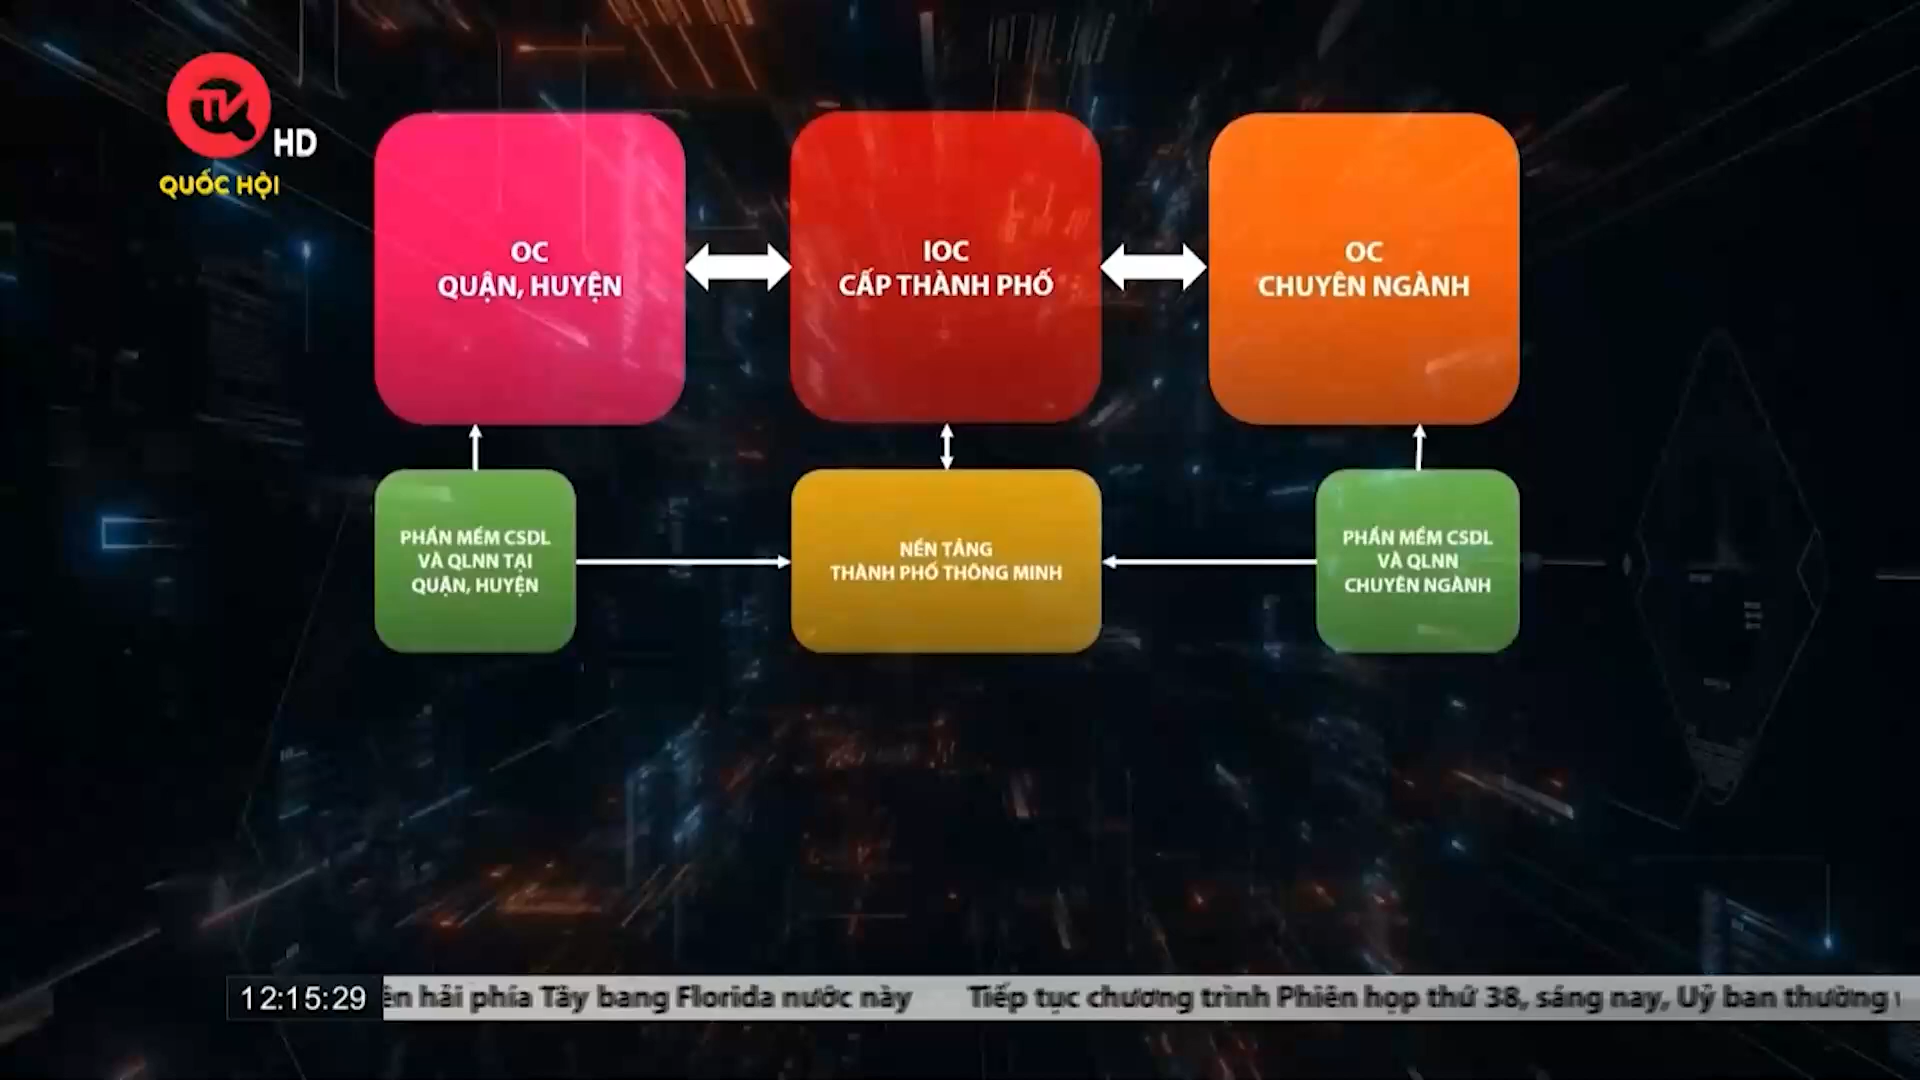 TV
HD
QUỐC HỘI
OC
QUẬN, HUYỆN
IOC
CẤP THÀNH PHỐ
OC
CHUYÊN NGÀNH
PHẦN MỀM CSDL
VÀ QLNN TẠI
QUẬN, HUYỆN
NỀN TẢNG
THÀNH PHỐ THÔNG MINH
PHẦN MỀM CSDL
VÀ QLNN
CHUYÊN NGÀNH
12:15:29
ên hải phía Tây bang Florida nước này Tiếp tục chương trình Phiên họp thứ 38, sáng nay, Uỷ ban thường